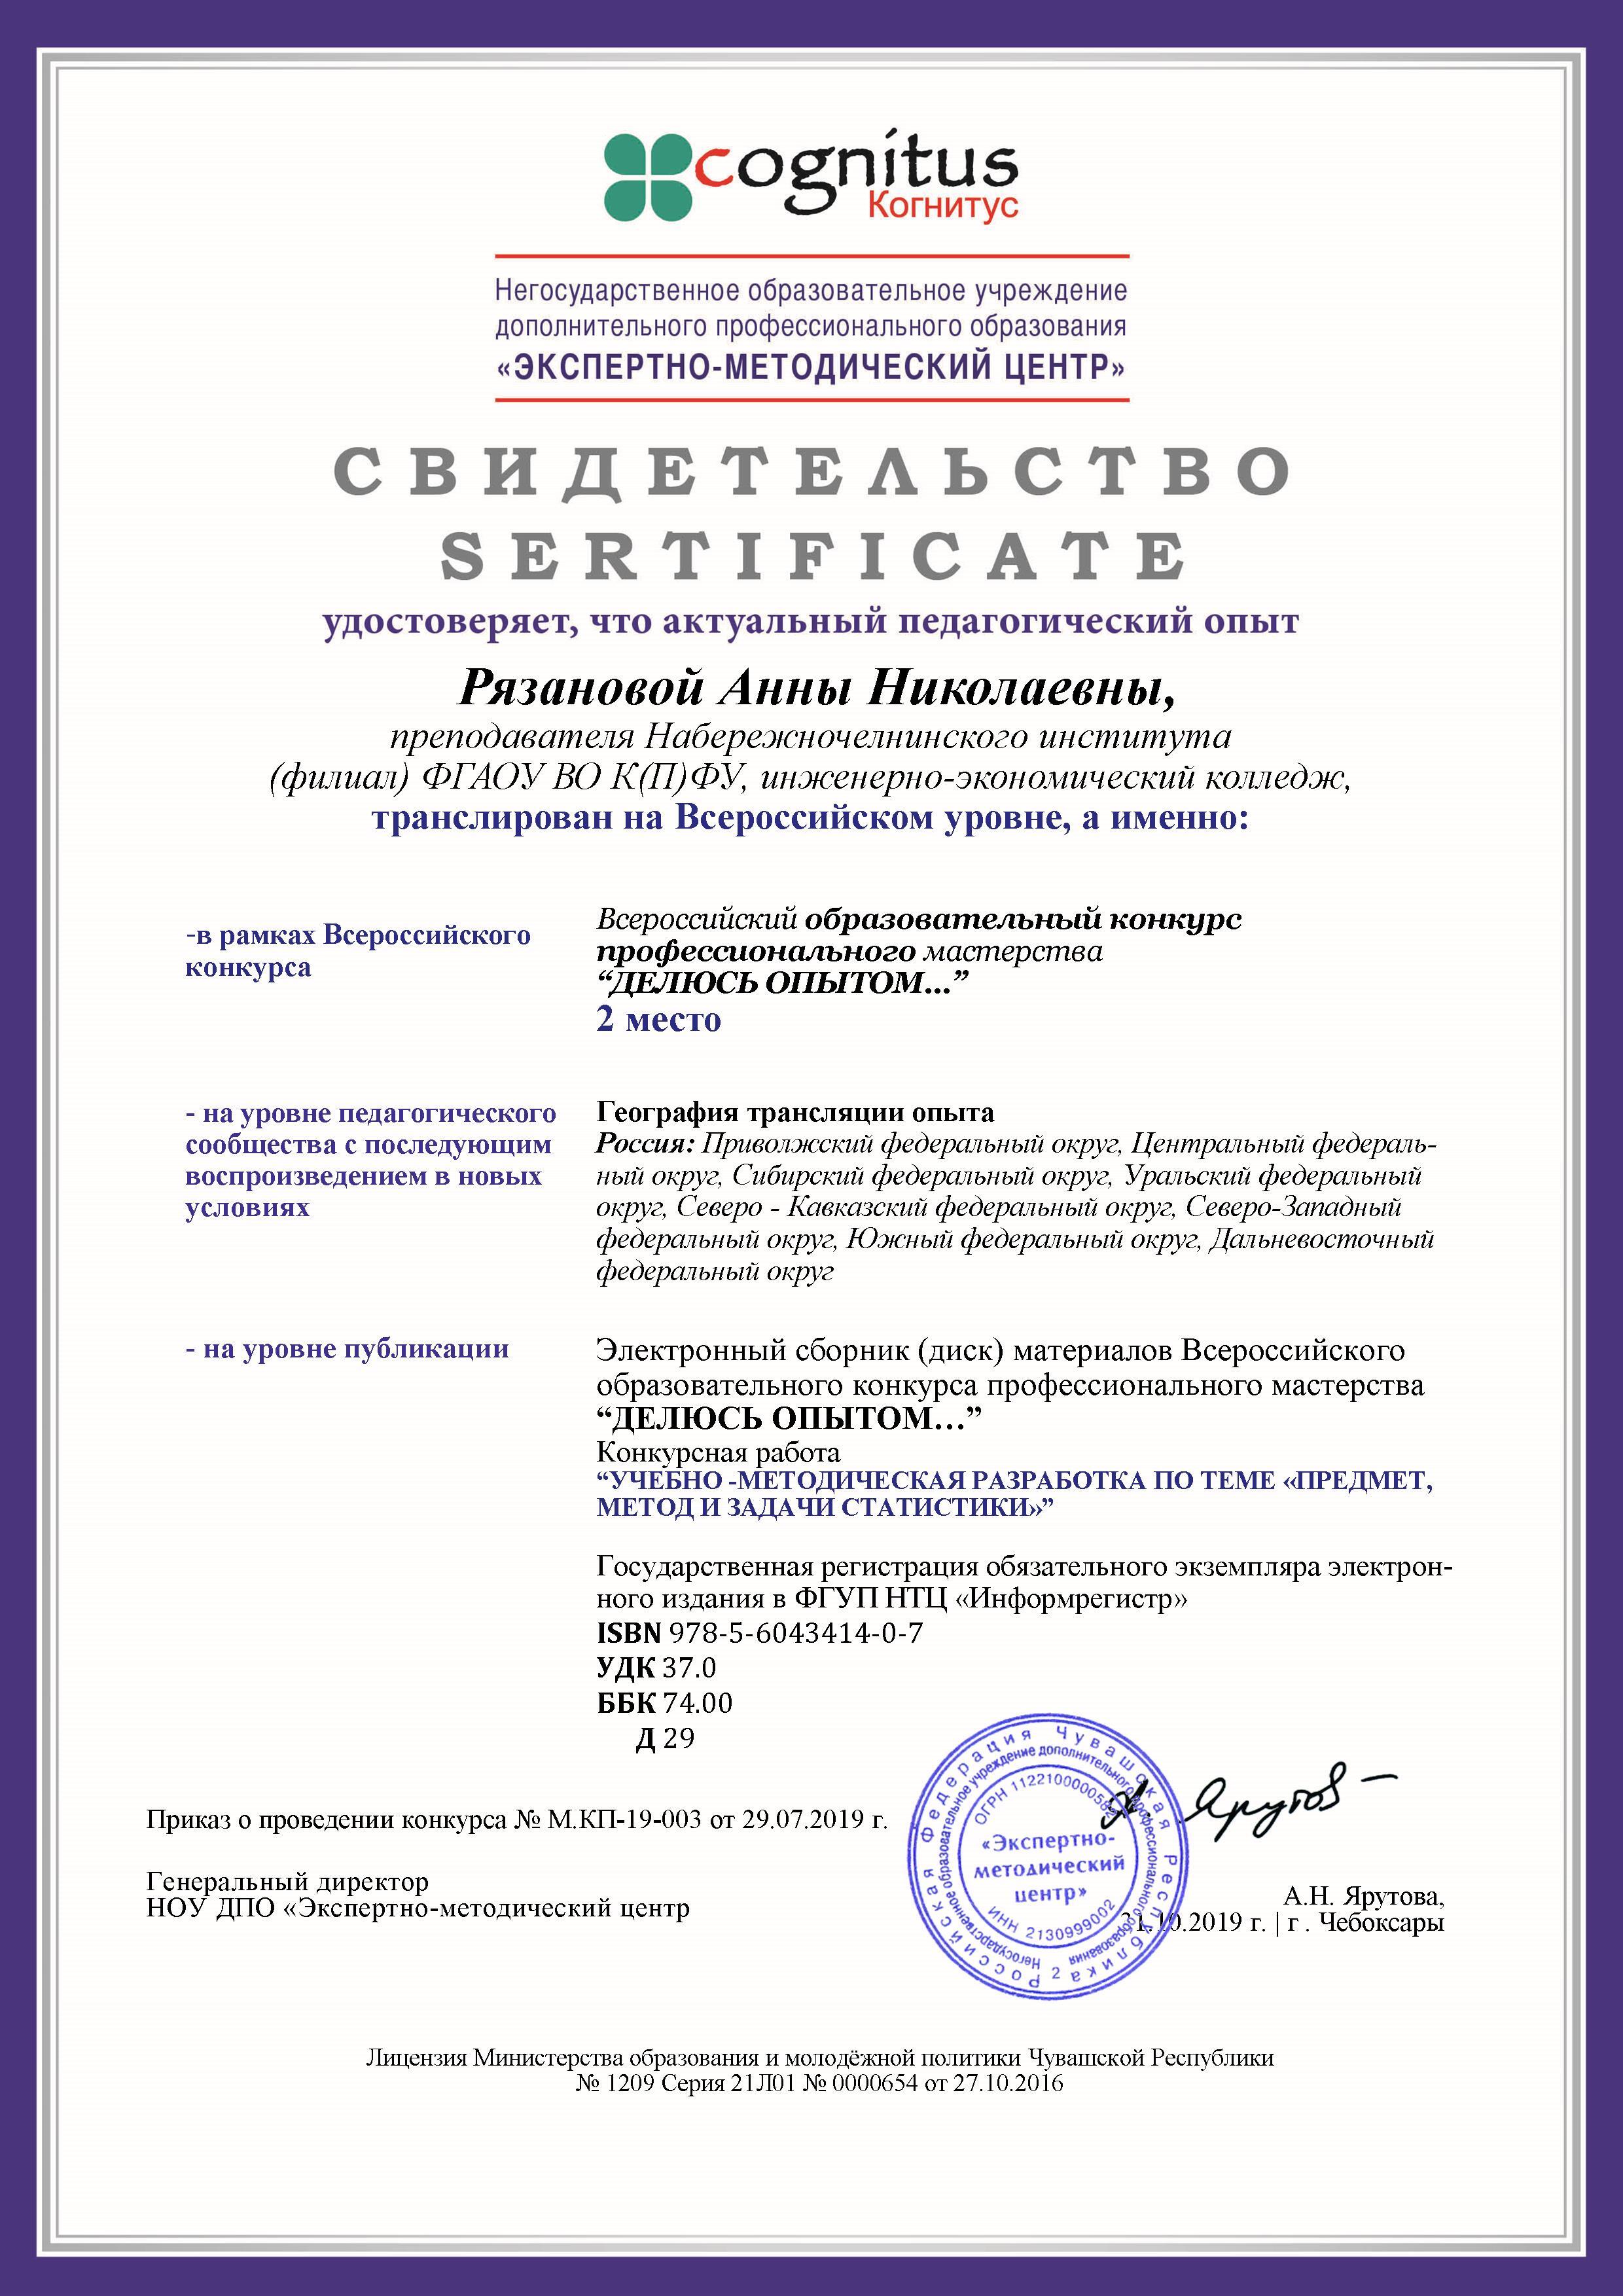 cognitus
Когнитус
Негосударственное образовательное учреждение
дополнительного профессионального образования
«ЭКСПЕРТНО-МЕТОДИЧЕСКИЙ ЦЕНТР»
СВИДЕТЕЛЬСТВО
SERTIFICATE
удостоверяет, что актуальный педагогический опыт
Рязановой Анны Николаевны,
преподавателя Набережночелнинского института
(филиал) ФГАОУ ВО К(П)ФУ, инженерно-экономический колледж,
транслирован на Всероссийском уровне, а именно:
-в рамках Всероссийского
конкурса
Всероссийский образовательный конкурс
профессионального мастерства
“ДЕЛЮСЬ ОПЫТОМ...”
2 место
- на уровне педагогического
сообщества с последующим
воспроизведением в новых
условиях
География трансляции опыта
Россия: Приволжский федеральный округ, Центральный федераль-
ный округ, Сибирский федеральный округ, Уральский федеральный
округ, Северо - Кавказский федеральный округ, Северо-Западный
федеральный округ, Южный федеральный округ, Дальневосточный
федеральный округ
- на уровне публикации
Электронный сборник (диск) материалов Всероссийского
образовательного конкурса профессионального мастерства
“ДЕЛЮСЬ ОПЫТОМ…”
Конкурсная работа
“УЧЕБНО -МЕТОДИЧЕСКАЯ РАЗРАБОТКА ПО ТЕМЕ «ПРЕДМЕТ,
МЕТОД И ЗАДАЧИ СТАТИСТИКИ»”
Государственная регистрация обязательного экземпляра электрон-
ного издания в ФГУП НТЦ «Информрегистр»
ISBN 978-5-6043414-0-7
УДК 37.0
ББК 74.00
Д 29
Приказ о проведении конкурса № М.КП-19-003 от 29.07.2019 г.
Генеральный директор
НОУ ДПО «Экспертно-методический центр
Российская Федерация Чувашская Республика 2
Негосударственное образовательное учреждение дополнительного профессионального образования
ОГРН 1122100000582
«Экспертно-
методический
центр»
ИНН 2130999002
А.Н. Ярутова,
31.10.2019 г. | г . Чебоксары
Лицензия Министерства образования и молодёжной политики Чувашской Республики
№ 1209 Серия 21Л01 № 0000654 от 27.10.2016